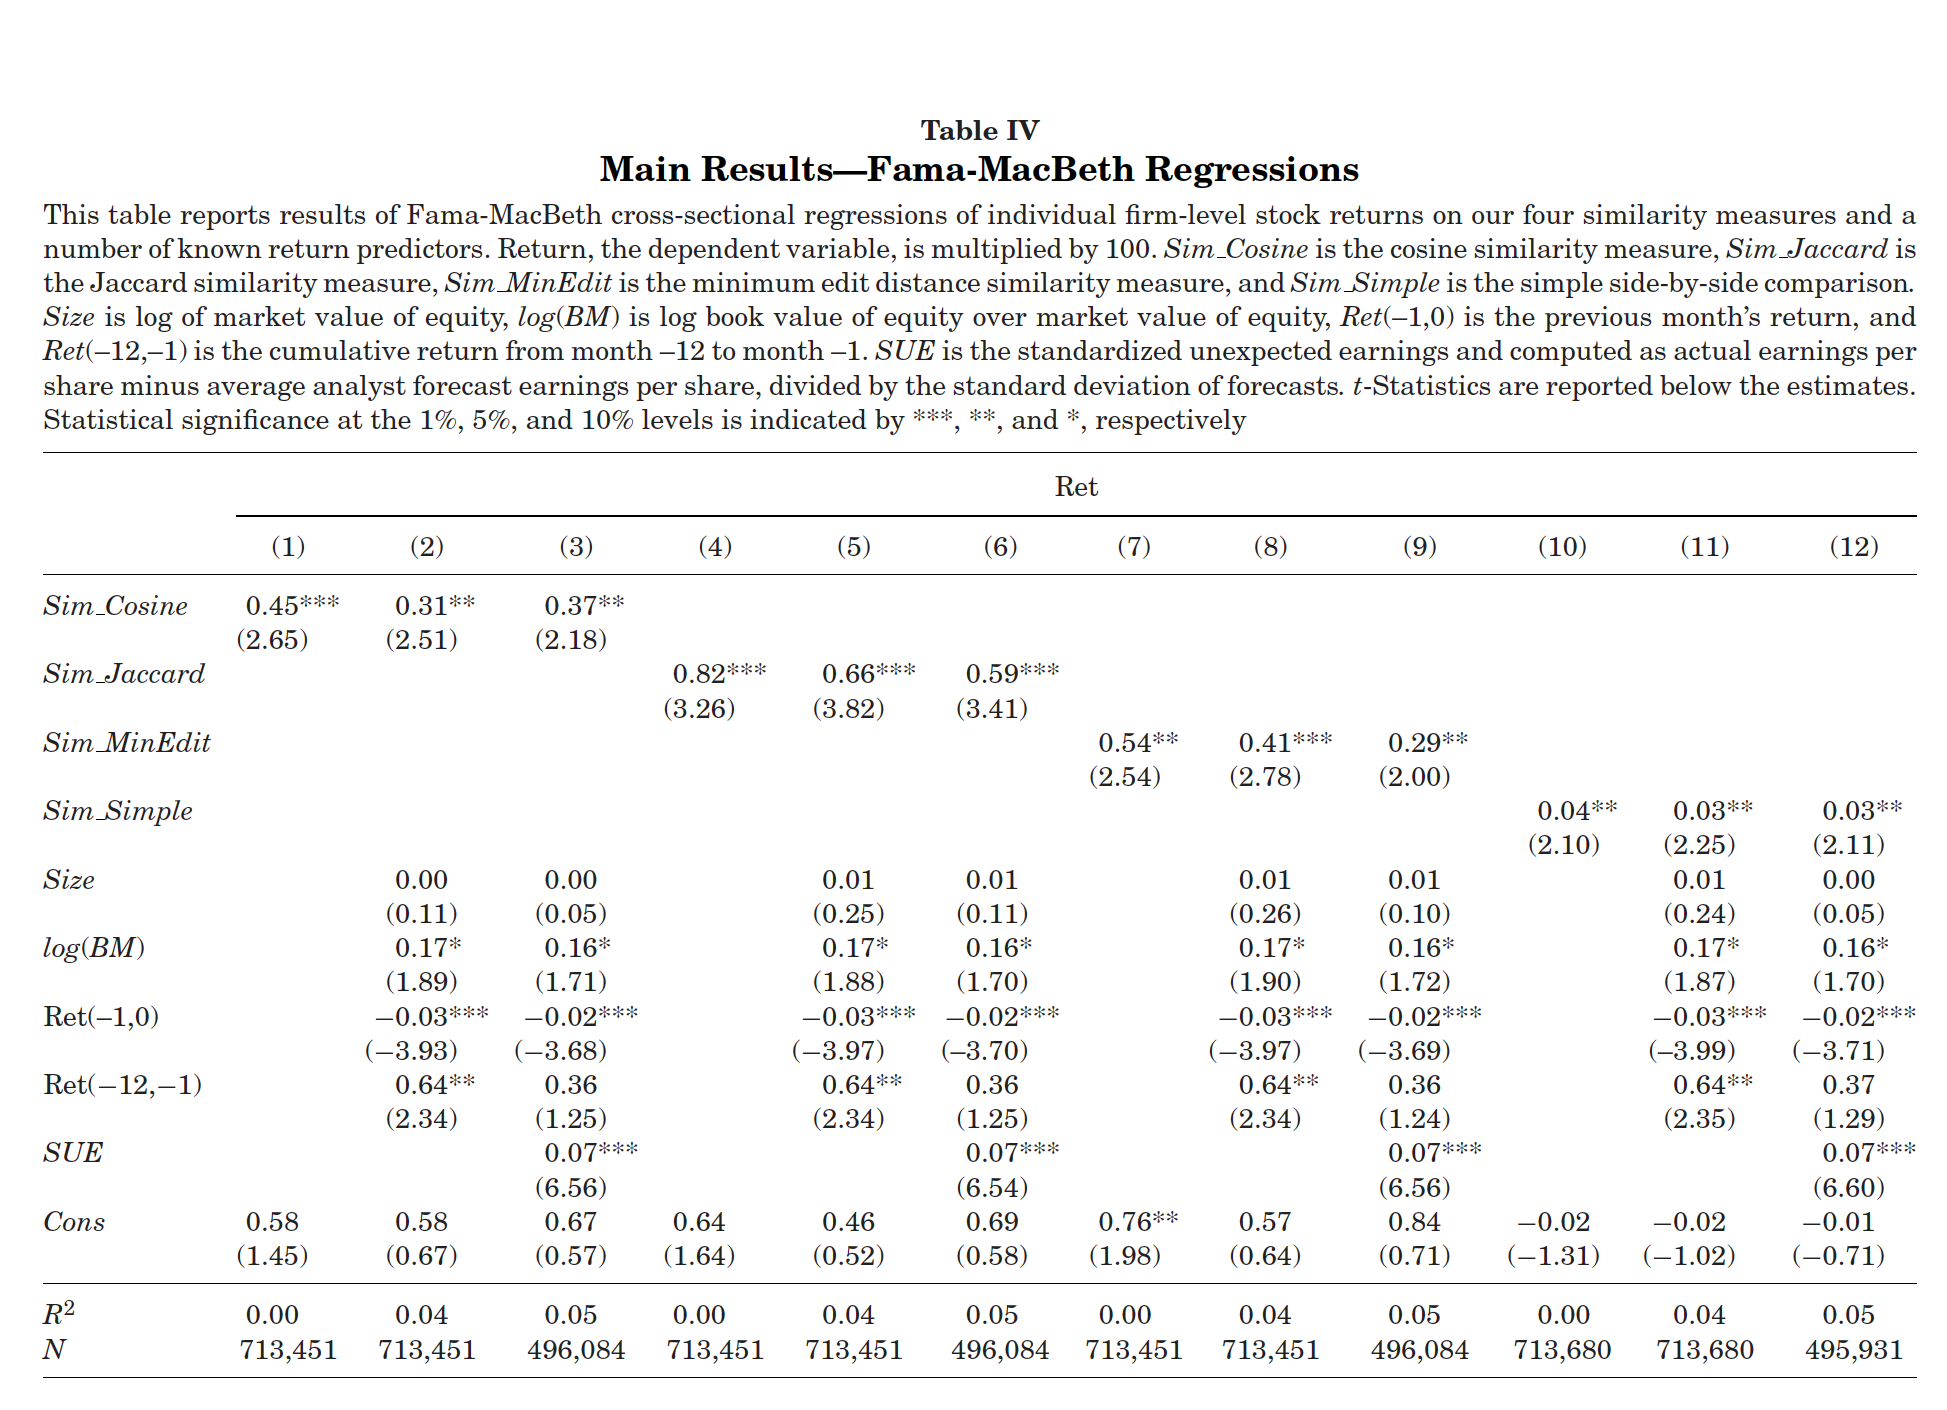 Table IV
Main Results—Fama-MacBeth Regressions
This table reports results of Fama-MacBeth cross-sectional regressions of individual firm-level stock returns on our four similarity measures and a
number of known return predictors. Return, the dependent variable, is multiplied by 100. Sim_Cosine is the cosine similarity measure, Sim_Jaccard is
the Jaccard similarity measure, Sim_MinEdit is the minimum edit distance similarity measure, and Sim_Simple is the simple side-by-side comparison.
Size is log of market value of equity, log(BM) is log book value of equity over market value of equity, Ret(–1,0) is the previous month's return, and
Ret(–12,–1) is the cumulative return from month –12 to month –1. SUE is the standardized unexpected earnings and computed as actual earnings per
share minus average analyst forecast earnings per share, divided by the standard deviation of forecasts. t-Statistics are reported below the estimates.
Statistical significance at the 1%, 5%, and 10% levels is indicated by ***, **, and *, respectively
Ret
(1) (2) (3) (4) (5) (6) (7) (8) (9) (10) (11) (12)
Sim_Cosine 0.45*** 0.31** 0.37**
(2.65) (2.51) (2.18)
Sim_Jaccard 0.82*** 0.66*** 0.59***
(3.26) (3.82) (3.41)
Sim_MinEdit 0.54** 0.41*** 0.29**
(2.54) (2.78) (2.00)
Sim_Simple 0.04** 0.03** 0.03**
(2.10) (2.25) (2.11)
Size 0.00 0.00 0.01 0.01 0.01 0.01 0.01 0.00
(0.11) (0.05) (0.25) (0.11) (0.26) (0.10) (0.24) (0.05)
log(BM) 0.17* 0.16* 0.17* 0.16* 0.17* 0.16* 0.17* 0.16*
(1.89) (1.71) (1.88) (1.70) (1.90) (1.72) (1.87) (1.70)
Ret(–1,0) −0.03*** −0.02*** −0.03*** −0.02*** −0.03*** −0.02*** −0.03*** −0.02***
(−3.93) (−3.68) (−3.97) (–3.70) (−3.97) (−3.69) (−3.99) (−3.71)
Ret(−12,−1) 0.64** 0.36 0.64** 0.36 0.64** 0.36 0.64** 0.37
(2.34) (1.25) (2.34) (1.25) (2.34) (1.24) (2.35) (1.29)
SUE 0.07*** 0.07*** 0.07*** 0.07***
(6.56) (6.54) (6.56) (6.60)
Cons 0.58 0.58 0.67 0.64 0.46 0.69 0.76** 0.57 0.84 −0.02 −0.02 −0.01
(1.45) (0.67) (0.57) (1.64) (0.52) (0.58) (1.98) (0.64) (0.71) (−1.31) (−1.02) (−0.71)
R² 0.00 0.04 0.05 0.00 0.04 0.05 0.00 0.04 0.05 0.00 0.04 0.05
N 713,451 713,451 496,084 713,451 713,451 496,084 713,451 713,451 496,084 713,680 713,680 495,931